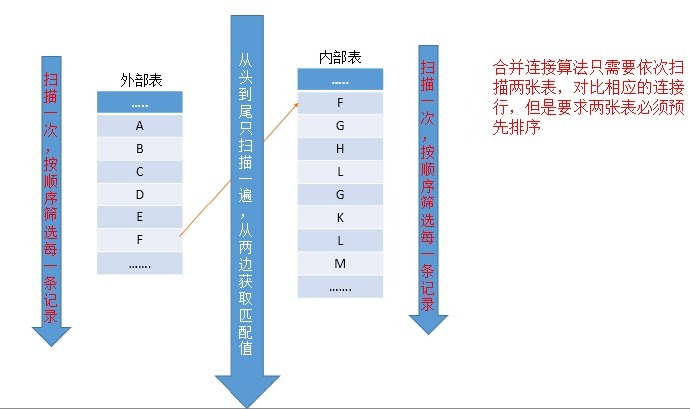 扫描一次，按顺序筛选每一条记录
外部表
.....
A
B
C
D
E
F
.......
从头到尾只扫描一遍，从两边获取匹配值
内部表
.....
F
G
H
L
G
K
L
M
.......
扫描一次，按顺序筛选每一条记录
合并连接算法只需要依次扫
描两张表，对比相应的连接
行，但是要求两张表必须预
先排序